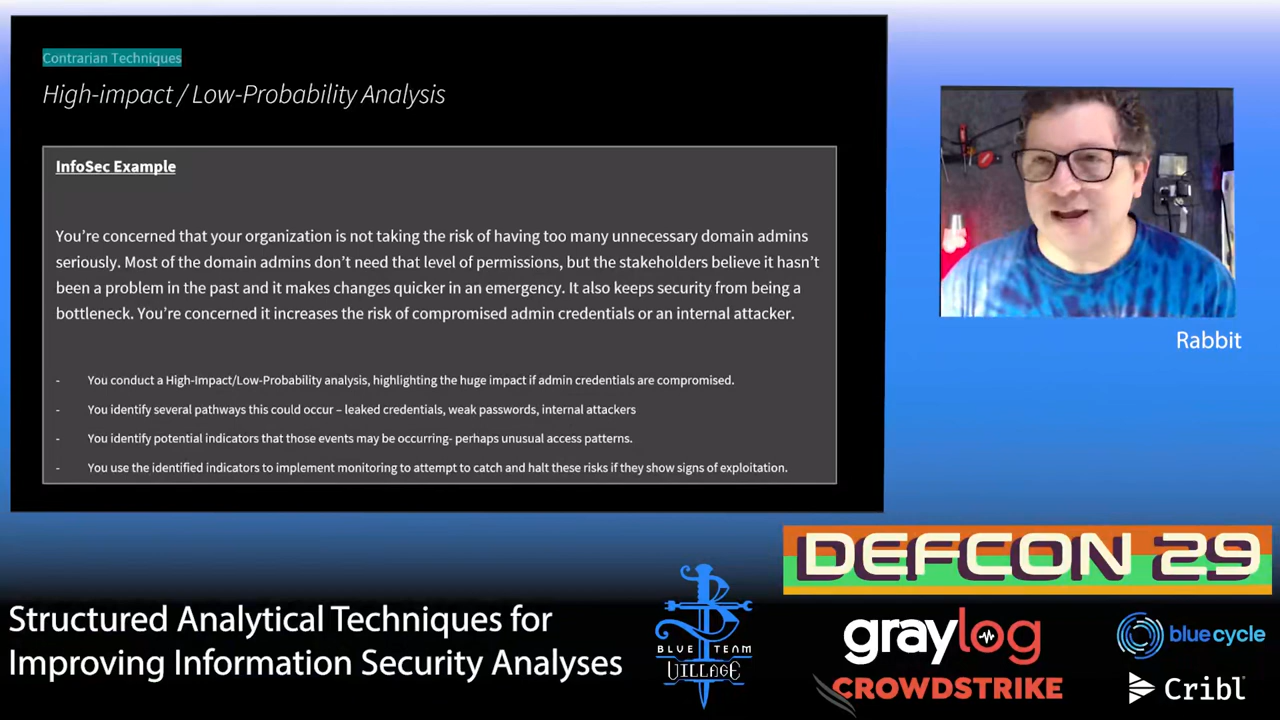 Contrarian Techniques
High-impact / Low-Probability Analysis
InfoSec Example
You’re concerned that your organization is not taking the risk of having too many unnecessary domain admins
seriously. Most of the domain admins don’t need that level of permissions, but the stakeholders believe it hasn’t
been a problem in the past and it makes changes quicker in an emergency. It also keeps security from being a
bottleneck. You’re concerned it increases the risk of compromised admin credentials or an internal attacker.
- You conduct a High-Impact/Low-Probability analysis, highlighting the huge impact if admin credentials are compromised.
- You identify several pathways this could occur – leaked credentials, weak passwords, internal attackers
- You identify potential indicators that those events may be occurring- perhaps unusual access patterns.
- You use the identified indicators to implement monitoring to attempt to catch and halt these risks if they show signs of exploitation.
Rabbit
DEFCON 29
Structured Analytical Techniques for
Improving Information Security Analyses
BLUE TEAM
VILLAGE
graylog
CROWDSTRIKE
blue cycle
Cribl